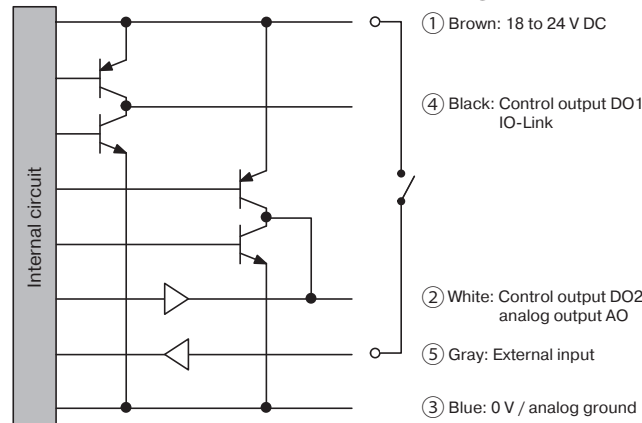 Internal circuit
① Brown: 18 to 24 V DC
④ Black: Control output DO1
IO-Link
② White: Control output DO2
analog output AO
⑤ Gray: External input
③ Blue: 0 V / analog ground